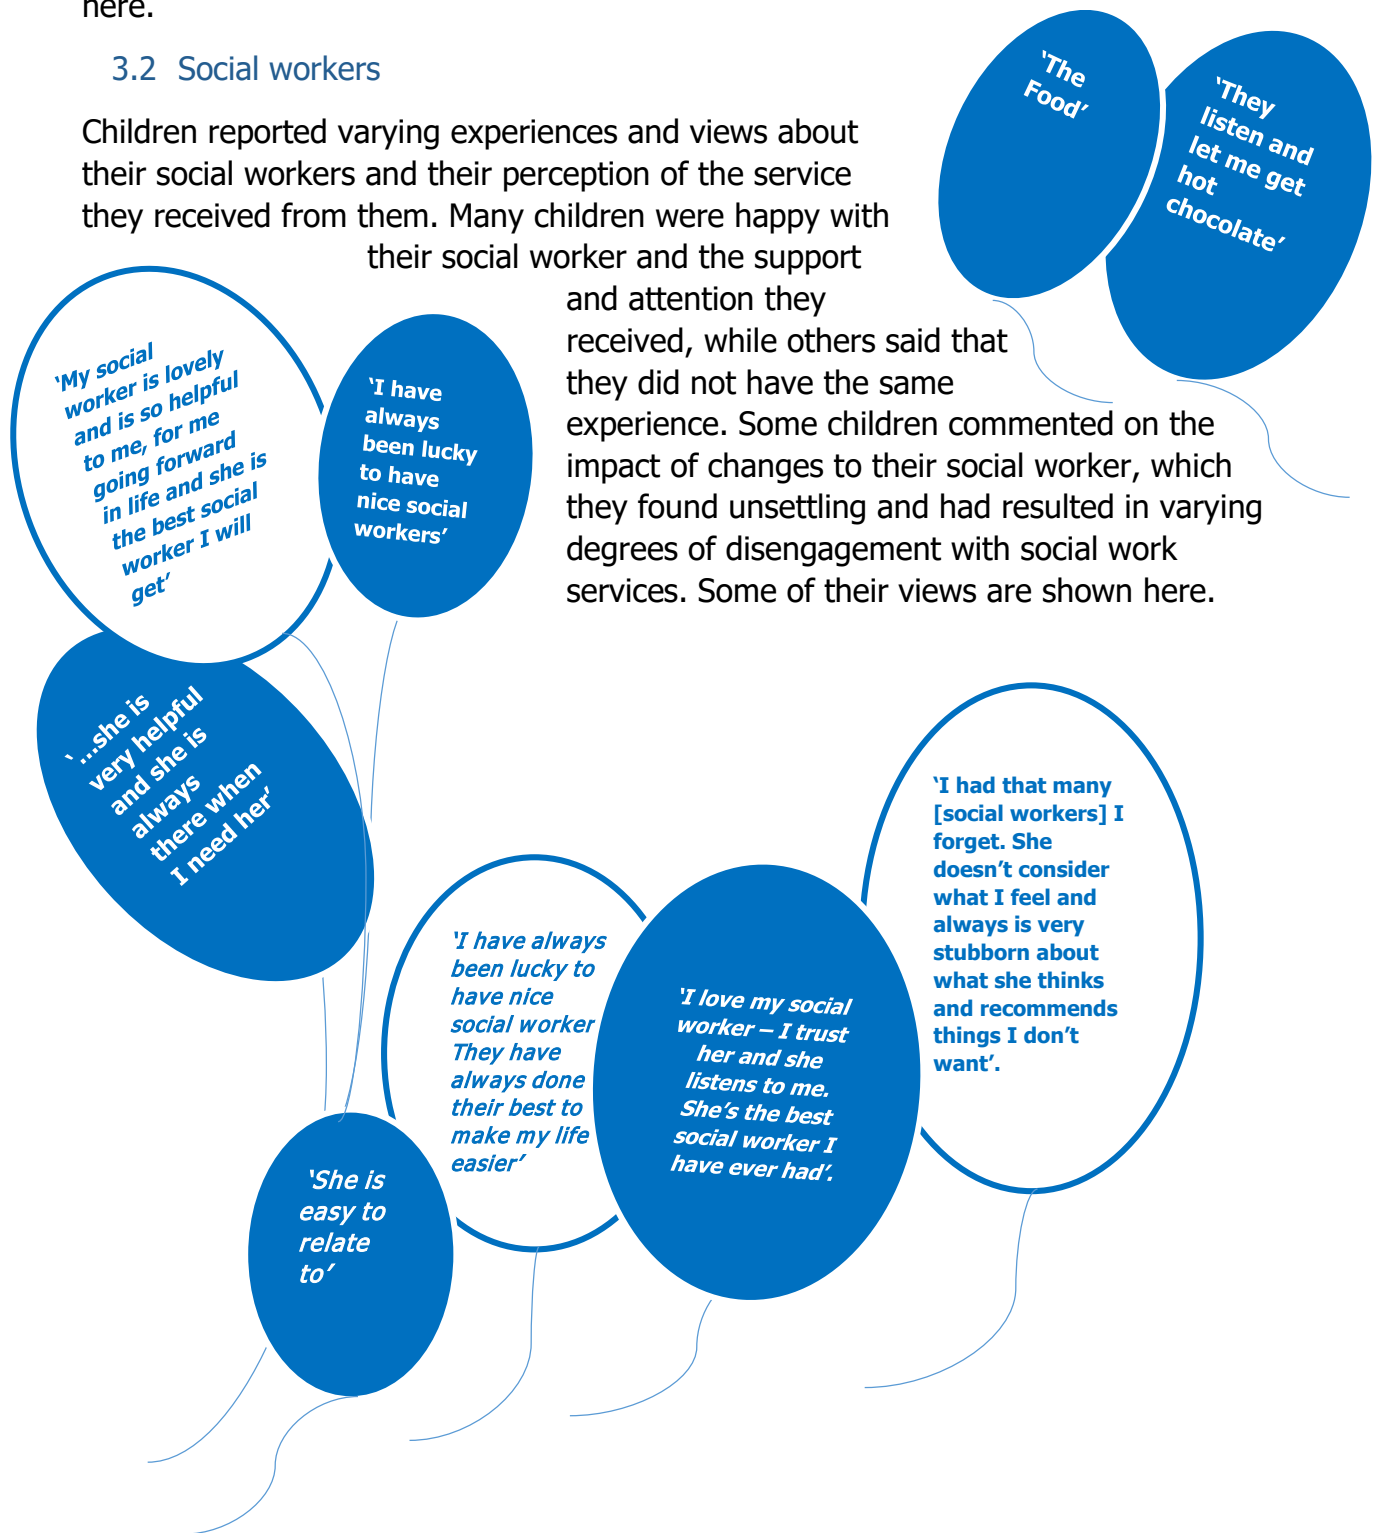 here.
3.2 Social workers
‘The
Food’
‘They
listen and
let me get
hot
chocolate’
Children reported varying experiences and views about
their social workers and their perception of the service
they received from them. Many children were happy with
their social worker and the support
and attention they
received, while others said that
they did not have the same
experience. Some children commented on the
impact of changes to their social worker, which
they found unsettling and had resulted in varying
degrees of disengagement with social work
services. Some of their views are shown here.
‘My social
worker is lovely
and is so helpful
to me, for me
going forward
in life and she is
the best social
worker I will
get’
‘I have
always
been lucky
to have
nice social
workers’
‘…she is
very helpful
and she is
always
there when
I need her’
‘I had that many
[social workers] I
forget. She
doesn’t consider
what I feel and
always is very
stubborn about
what she thinks
and recommends
things I don’t
want’.
‘I have always
been lucky to
have nice
social worker
They have
always done
their best to
make my life
easier’
‘I love my social
worker – I trust
her and she
listens to me.
She’s the best
social worker I
have ever had’.
‘She is
easy to
relate
to’